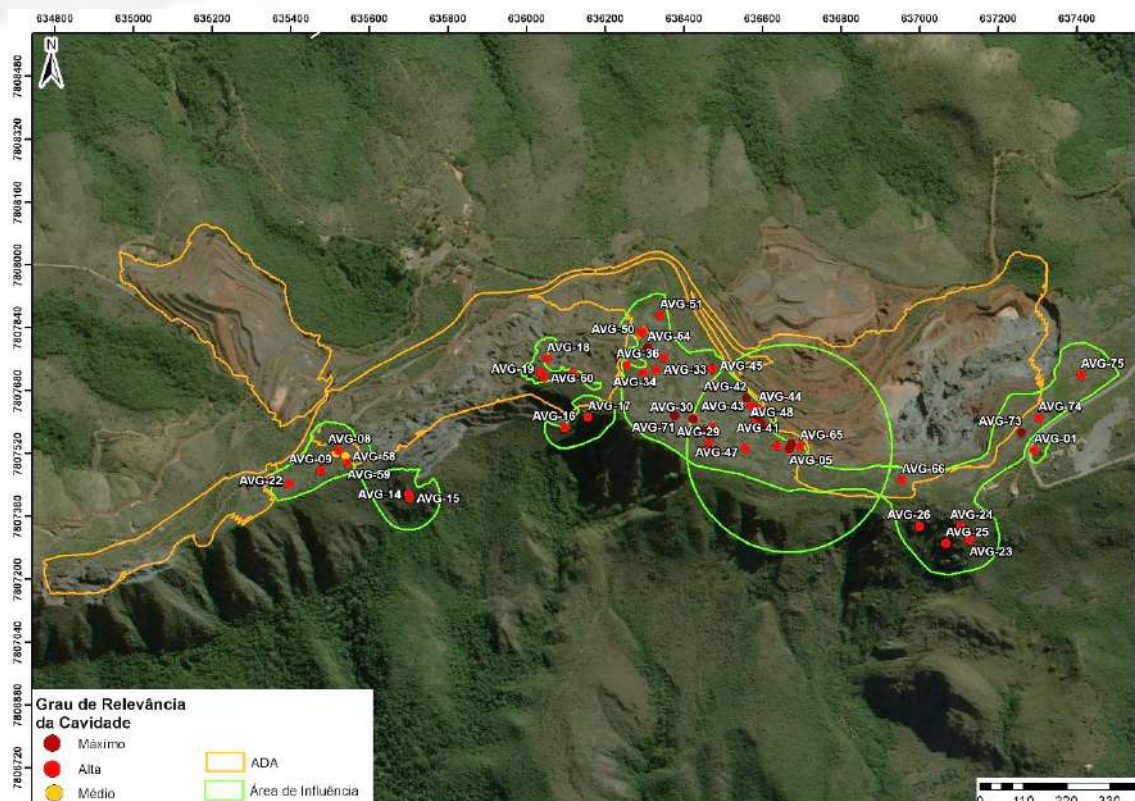 634800 635000 635200 635400 635600 635800 636000 636200 636400 636600 636800 637000 637200 637400
7808480
7808320
7808160
7808000
7807840
7807680
7807520
7807360
7807200
7807040
7806880
7806720
N
AVG-51
AVG-50
AVG-64
AVG-18
AVG-36
AVG-45
AVG-75
AVG-19
AVG-60
AVG-34
AVG-33
AVG-42
AVG-44
AVG-17
AVG-30
AVG-43
AVG-48
AVG-74
AVG-16
AVG-71
AVG-29
AVG-41
AVG-73
AVG-08
AVG-65
AVG-01
AVG-09
AVG-58
AVG-47
AVG-05
AVG-59
AVG-66
AVG-22
AVG-14
AVG-15
AVG-26
AVG-24
AVG-25
AVG-23
Grau de Relevância
da Cavidade
Máximo
Alta
Médio
ADA
Área de Influência
0 110 220 330